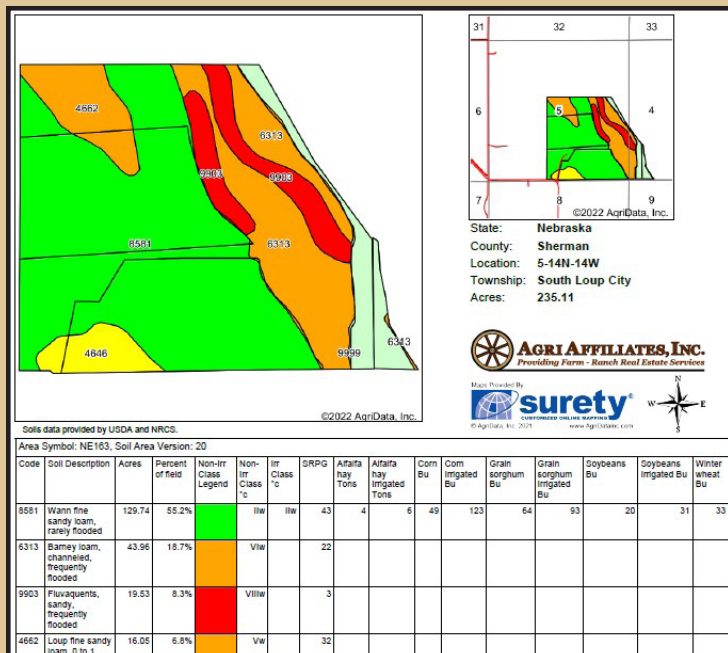 4662
6313
9903
9903
8581
6313
4646
9999
6313
©2022 AgriData, Inc.
Soils data provided by USDA and NRCS.
31 32 33
6 5 4
7 8 9
©2022 AgriData, Inc.
State: Nebraska
County: Sherman
Location: 5-14N-14W
Township: South Loup City
Acres: 235.11
AGRI AFFILIATES, INC.
Providing Farm - Ranch Real Estate Services
Maps Provided By
surety®
CUSTOMIZED ONLINE MAPPING
© AgriData, Inc. 2021 www.AgriDataInc.com
N
W E
S
Area Symbol: NE163, Soil Area Version: 20
Code Soil Description Acres Percent of field Non-Irr Class Legend Non-Irr Class *c Irr Class *c SRPG Alfalfa hay Tons Alfalfa hay Irrigated Tons Corn Bu Corn Irrigated Bu Grain sorghum Bu Grain sorghum Irrigated Bu Soybeans Bu Soybeans Irrigated Bu Winter wheat Bu
8581 Wann fine sandy loam, rarely flooded 129.74 55.2% IIw IIw 43 4 6 49 123 64 93 20 31 33
6313 Barney loam, channeled, frequently flooded 43.96 18.7% VIw 22
9903 Fluvaquents, sandy, frequently flooded 19.53 8.3% VIIIw 3
4662 Loup fine sandy loam, 0 to 1 16.05 6.8% Vw 32